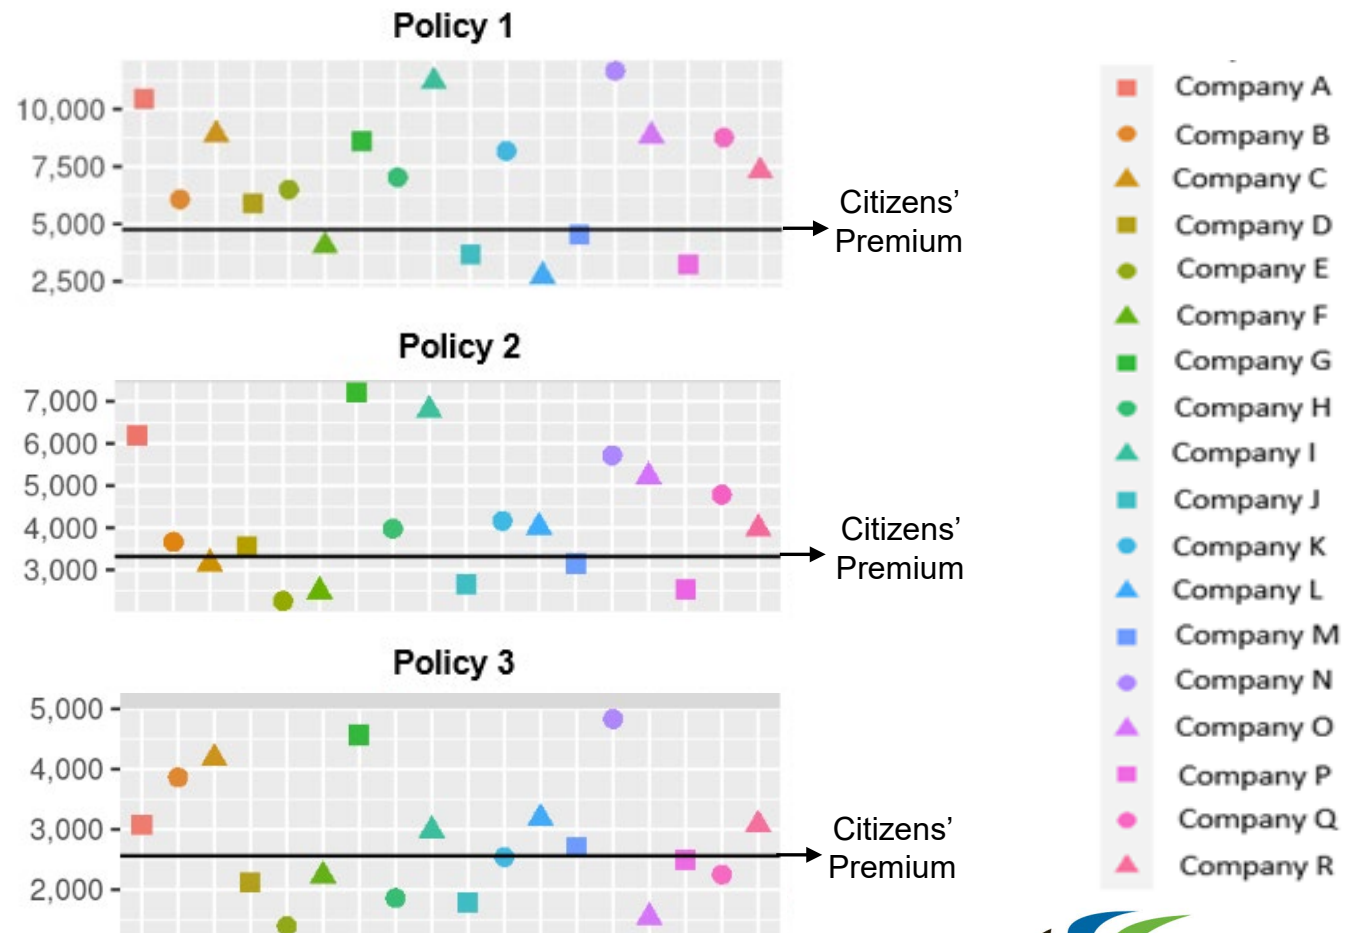 Policy 1
10,000
7,500
5,000
2,500
Citizens’
Premium
Policy 2
7,000
6,000
5,000
4,000
3,000
Citizens’
Premium
Policy 3
5,000
4,000
3,000
2,000
Citizens’
Premium
Company A
Company B
Company C
Company D
Company E
Company F
Company G
Company H
Company I
Company J
Company K
Company L
Company M
Company N
Company O
Company P
Company Q
Company R